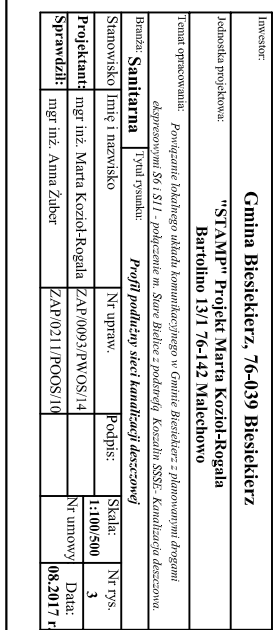 Inwestor:
Gmina Biesiekierz, 76-039 Biesiekierz
Jednostka projektowa:
"STAMP" Projekt Marta Kozioł-Rogala
Bartolino 13/1 76-142 Malechowo
Temat opracowania: Powiązanie lokalnego układu komunikacyjnego w Gminie Biesiekierz z planowanymi drogami
ekspresowymi S6 i S11 - połączenie m. Stare Bielice z podstrefą Koszalin SSSE- Kanalizacja deszczowa.
Branża: Sanitarna Tytuł rysunku: Profil podłużny sieci kanalizacji deszczowej
Stanowisko Imię i nazwisko Nr upraw. Podpis: Skala: Nr rys.
Projektant: mgr inż. Marta Kozioł-Rogala ZAP/0093/PWOS/14 1:100/500 3
Sprawdził: mgr inż. Anna Żuber ZAP/0211/POOS/10 Nr umowy Data:
08.2017 r.